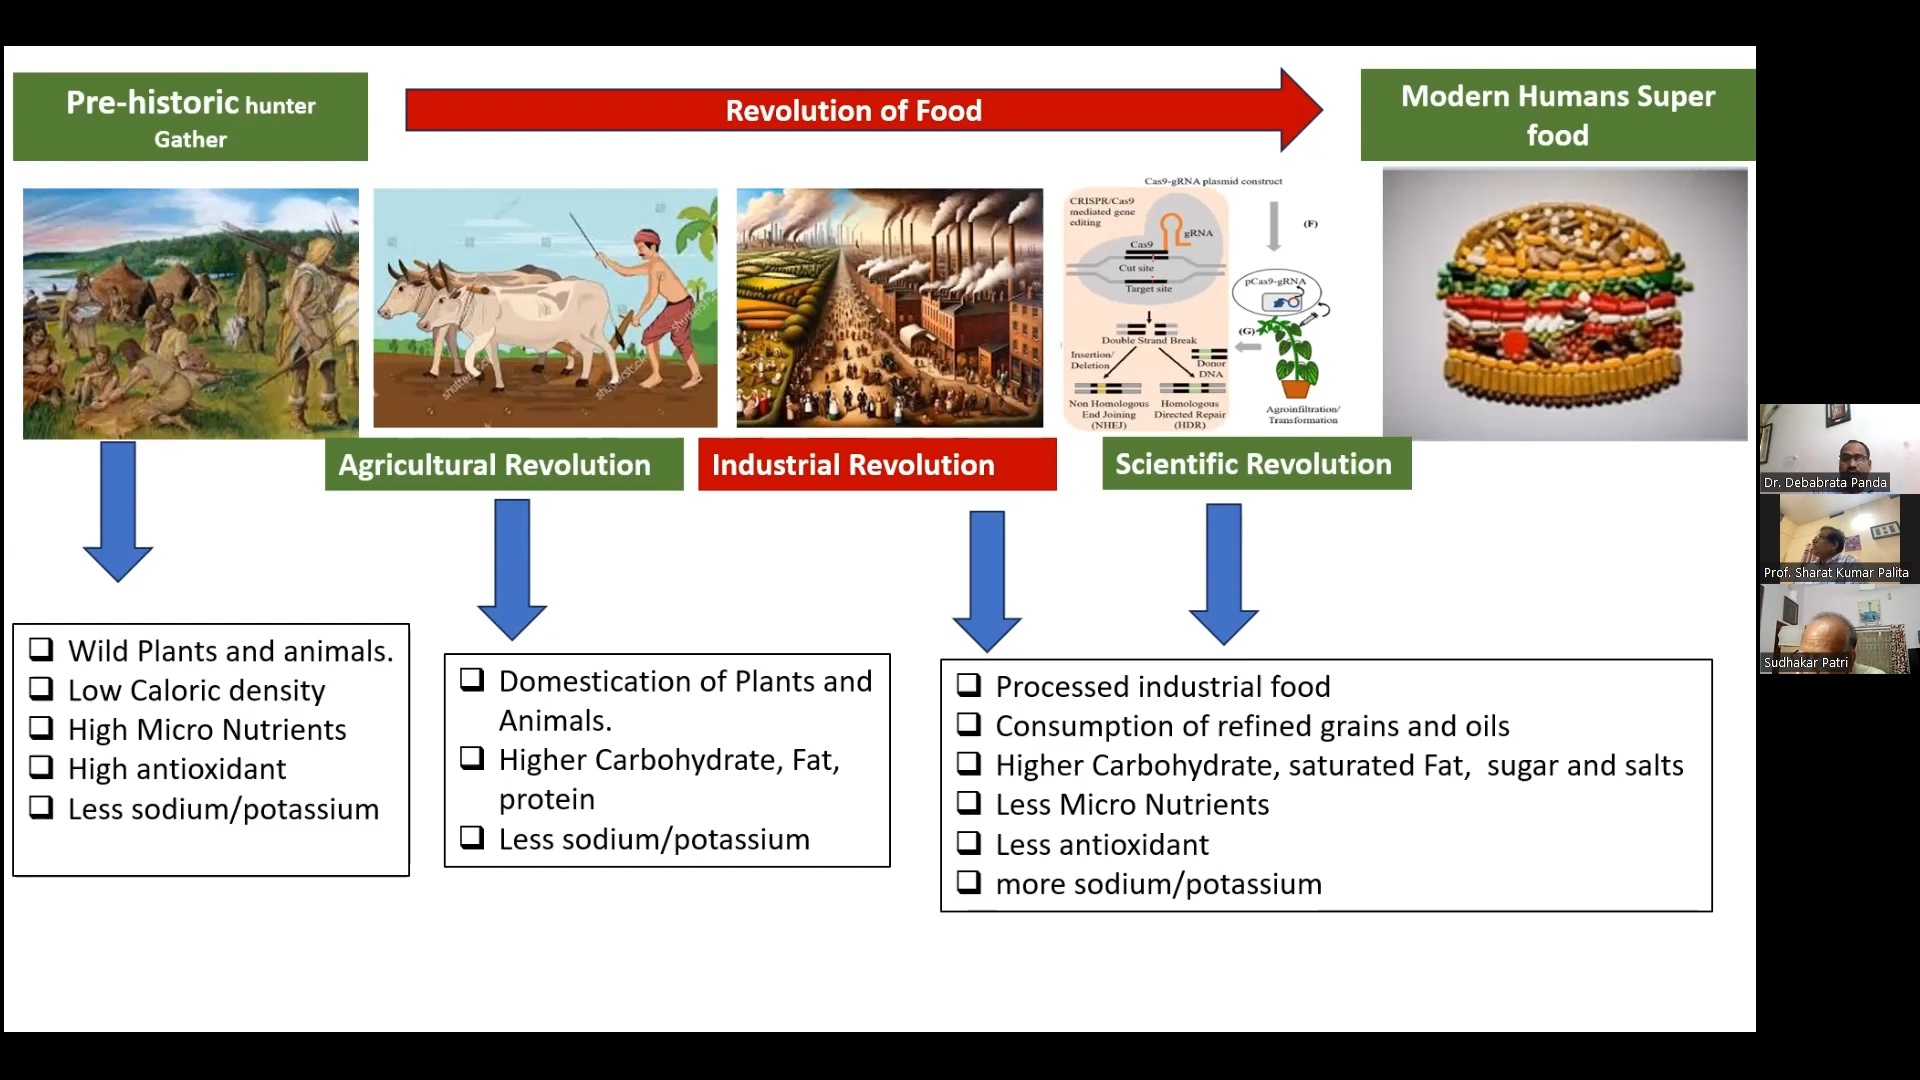 Pre-historic hunter
Gather
Revolution of Food
Modern Humans Super
food
Cas9-gRNA plasmid construct
CRISPR/Cas9
mediated gene
editing
gRNA
Cas9
Cut site
Target site
(F)
pCas9-gRNA
(G)
Double Strand Break
Insertion/
Deletion
Donor
DNA
Non Homologous
End Joining
(NHEJ)
Homologous
Directed Repair
(HDR)
Agroinfiltration/
Transformation
Agricultural Revolution
Industrial Revolution
Scientific Revolution
Wild Plants and animals.
Low Caloric density
High Micro Nutrients
High antioxidant
Less sodium/potassium
Domestication of Plants and
Animals.
Higher Carbohydrate, Fat,
protein
Less sodium/potassium
Processed industrial food
Consumption of refined grains and oils
Higher Carbohydrate, saturated Fat, sugar and salts
Less Micro Nutrients
Less antioxidant
more sodium/potassium
Dr. Debabrata Panda
Prof. Sharat Kumar Palita
Sudhakar Patri